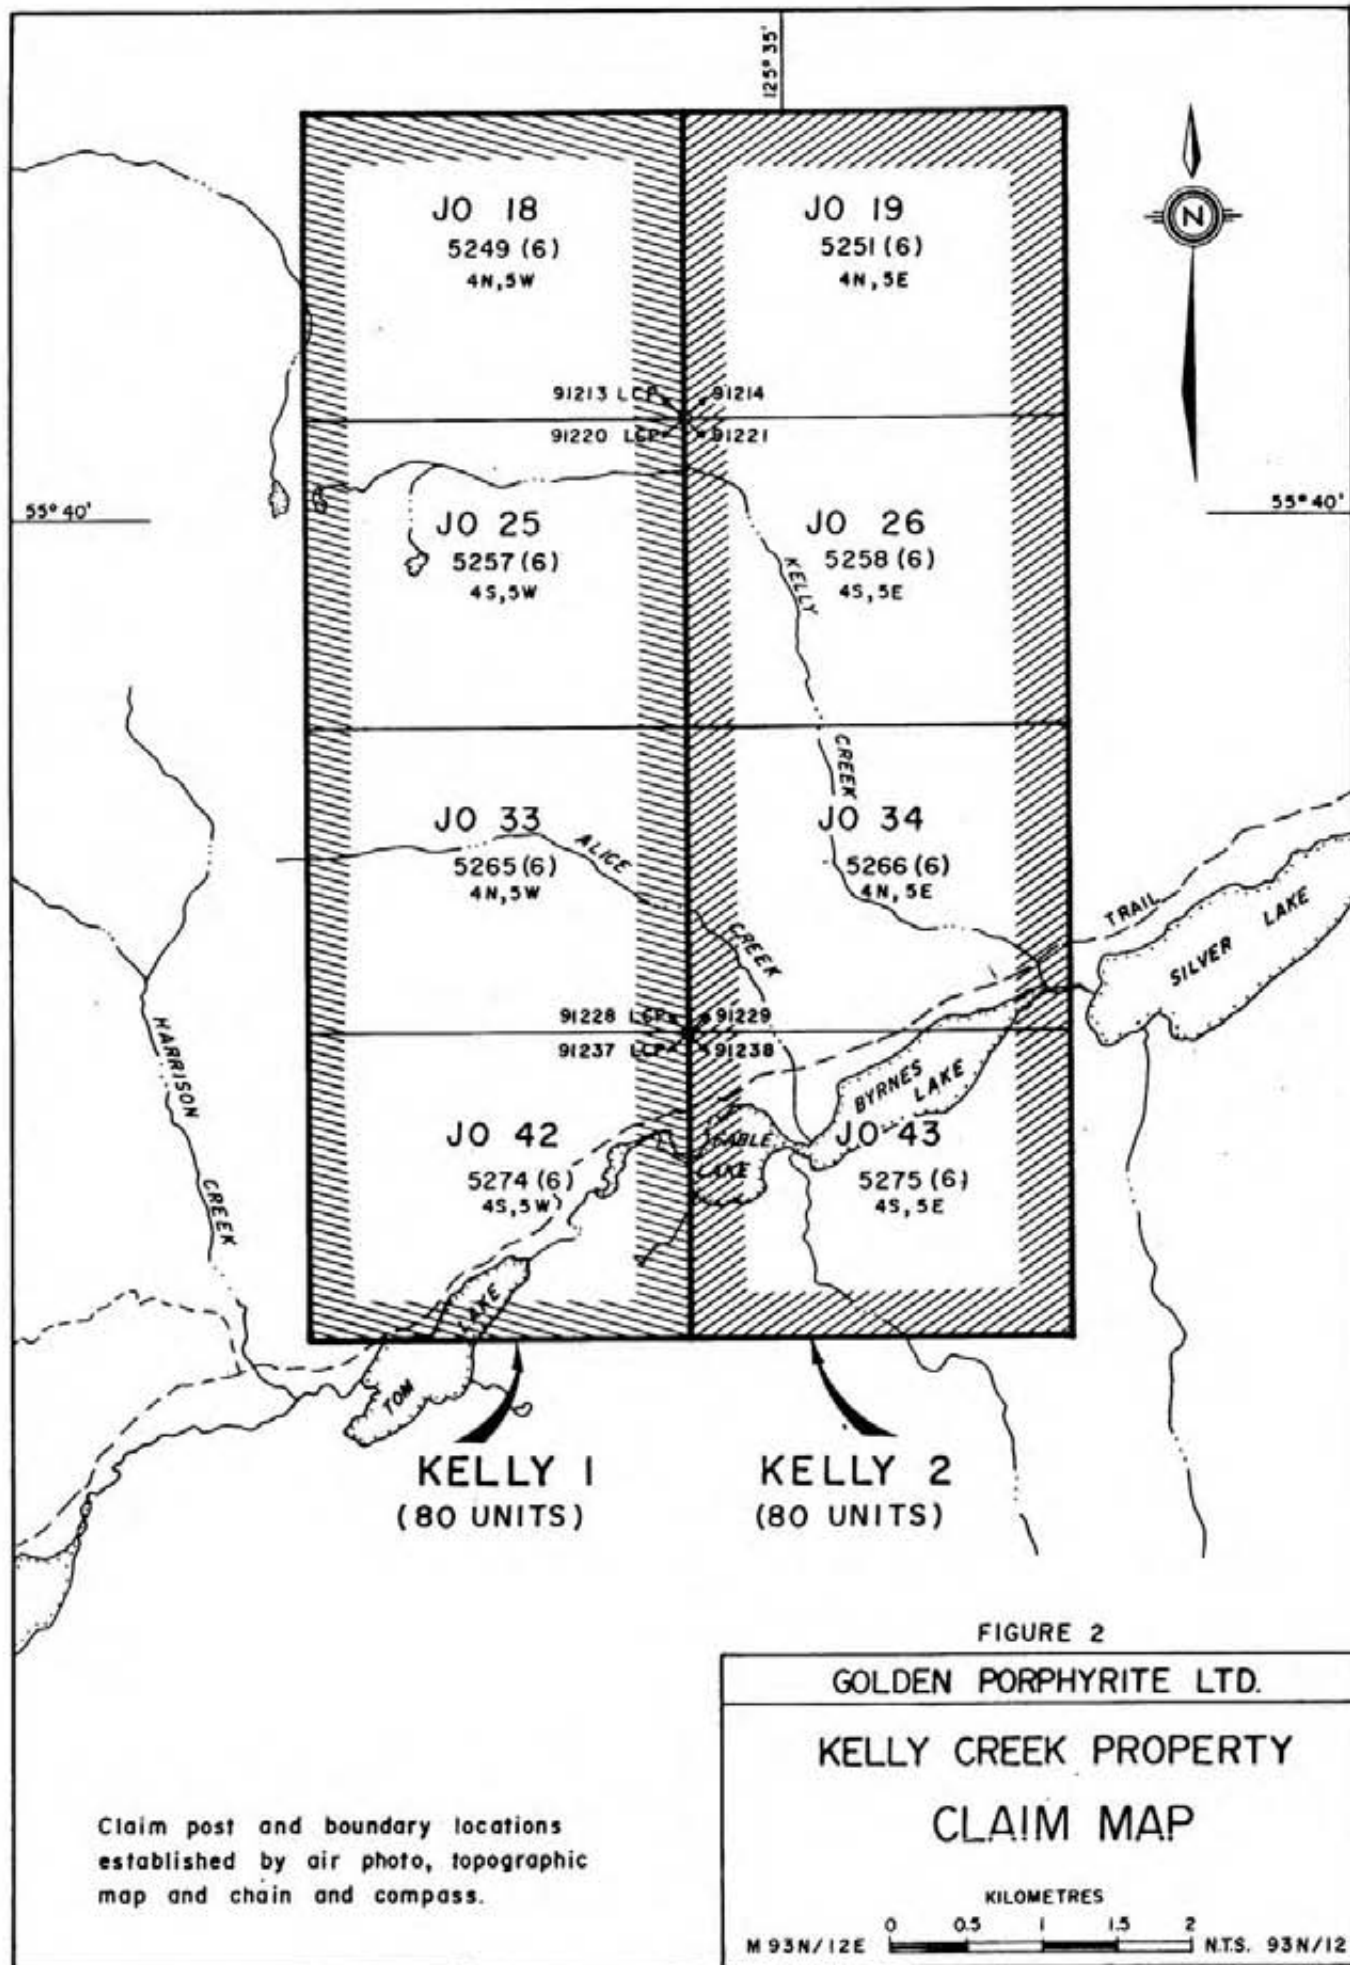 125° 35'
JO 18
5249 (6)
4N, 5W
JO 19
5251 (6)
4N, 5E
N
91213 LCP
91214
91220 LCP
91221
55° 40'
55° 40'
JO 25
5257 (6)
4S, 5W
JO 26
5258 (6)
4S, 5E
KELLY
CREEK
JO 33
5265 (6)
4N, 5W
ALICE
CREEK
JO 34
5266 (6)
4N, 5E
TRAIL
SILVER LAKE
91228 LCP
91229
91237 LCP
91238
HARRISON
CREEK
BYRNES
LAKE
JO 42
5274 (6)
4S, 5W
LAKE
JO 43
5275 (6)
4S, 5E
TOM
LAKE
KELLY 1
(80 UNITS)
KELLY 2
(80 UNITS)
FIGURE 2
GOLDEN PORPHYRITE LTD.
KELLY CREEK PROPERTY
CLAIM MAP
Claim post and boundary locations
established by air photo, topographic
map and chain and compass.
KILOMETRES
0 0.5 1 1.5 2
M 93N/12E
N.T.S. 93N/12